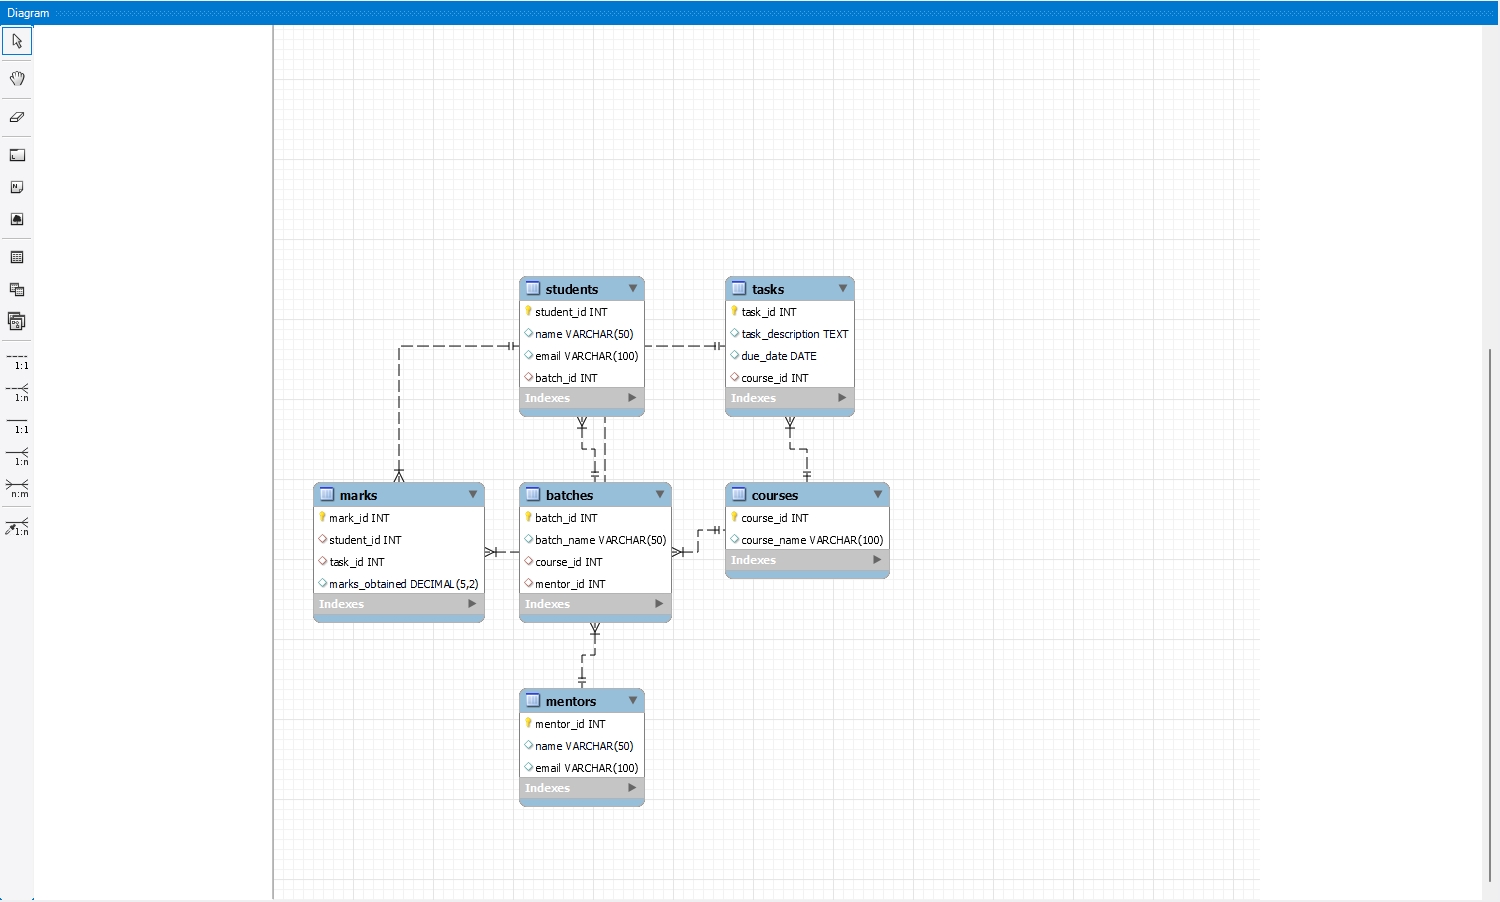 Diagram
1:1
1:n
1:1
1:n
n:m
1:n
students
student_id INT
name VARCHAR(50)
email VARCHAR(100)
batch_id INT
Indexes
tasks
task_id INT
task_description TEXT
due_date DATE
course_id INT
Indexes
marks
mark_id INT
student_id INT
task_id INT
marks_obtained DECIMAL(5,2)
Indexes
batches
batch_id INT
batch_name VARCHAR(50)
course_id INT
mentor_id INT
Indexes
courses
course_id INT
course_name VARCHAR(100)
Indexes
mentors
mentor_id INT
name VARCHAR(50)
email VARCHAR(100)
Indexes